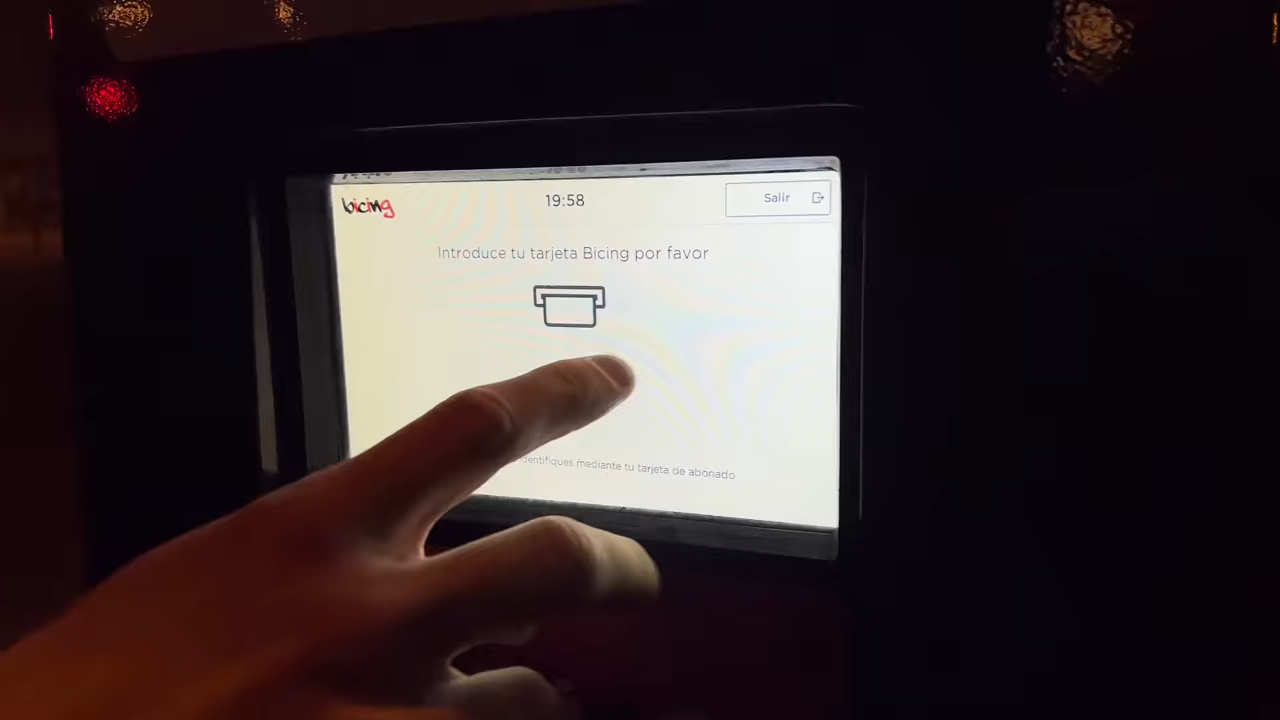 bicing
19:58
Salir
Introduce tu tarjeta Bicing por favor
identifiques mediante tu tarjeta de abonado